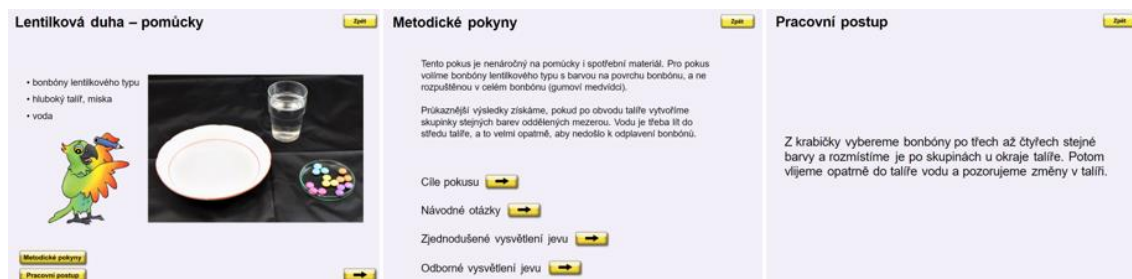 Lentilková duha – pomůcky
Zpět
• bonbóny lentilkového typu
• hluboký talíř, miska
• voda
Metodické pokyny
Pracovní postup
Metodické pokyny
Zpět
Tento pokus je nenáročný na pomůcky i spotřební materiál. Pro pokus
volíme bonbóny lentilkového typu s barvou na povrchu bonbónu, a ne
rozpuštěnou v celém bonbónu (gumoví medvídci).
Průkaznější výsledky získáme, pokud po obvodu talíře vytvoříme
skupinky stejných barev oddělených mezerou. Vodu je třeba lít do
středu talíře, a to velmi opatrně, aby nedošlo k odplavení bonbónů.
Cíle pokusu
Návodné otázky
Zjednodušené vysvětlení jevu
Odborné vysvětlení jevu
Pracovní postup
Zpět
Z krabičky vybereme bonbóny po třech až čtyřech stejné
barvy a rozmístíme je po skupinách u okraje talíře. Potom
vlijeme opatrně do talíře vodu a pozorujeme změny v talíři.